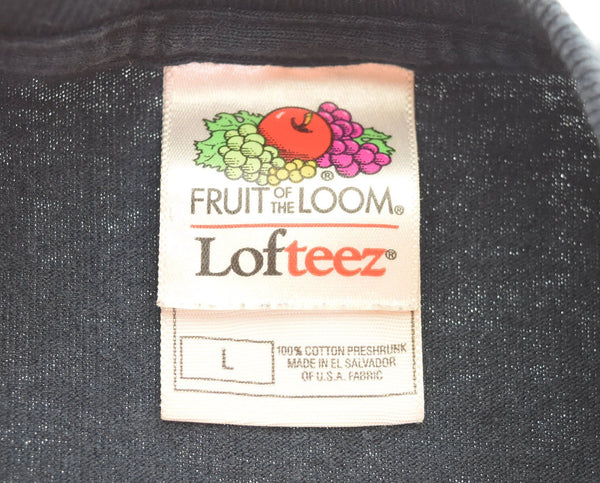 ®
FRUIT OF THE LOOM®
Lofteez®
L
100% COTTON PRESHRUNK
MADE IN EL SALVADOR
OF U.S.A. FABRIC